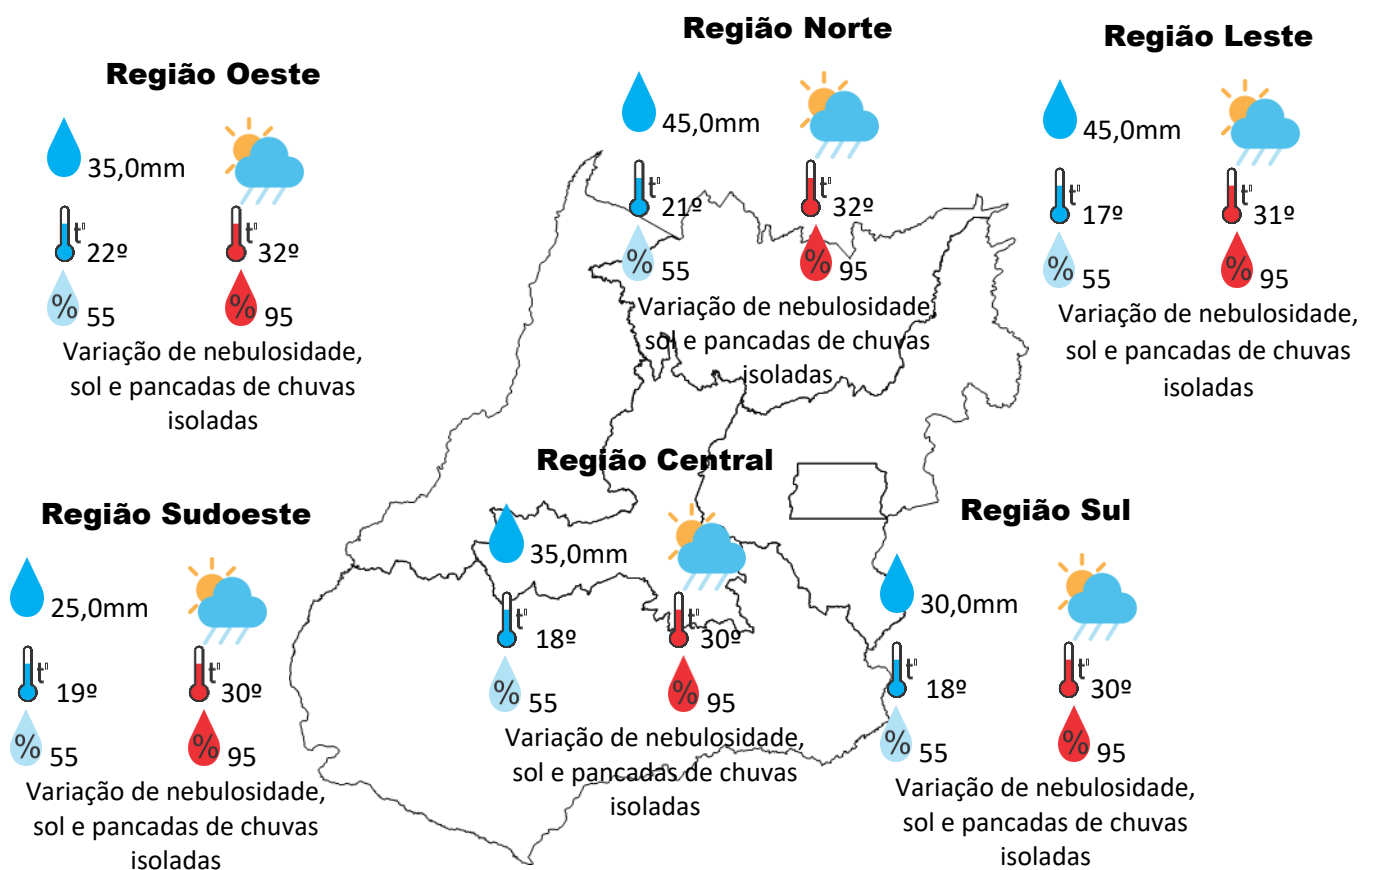 Região Oeste
35,0mm
t°
22º
t°
32º
%
55
%
95
Variação de nebulosidade,
sol e pancadas de chuvas
isoladas
Região Norte
45,0mm
t°
21º
t°
32º
%
55
%
95
Variação de nebulosidade,
sol e pancadas de chuvas
isoladas
Região Leste
45,0mm
t°
17º
t°
31º
%
55
%
95
Variação de nebulosidade,
sol e pancadas de chuvas
isoladas
Região Sudoeste
25,0mm
t°
19º
t°
30º
%
55
%
95
Variação de nebulosidade,
sol e pancadas de chuvas
isoladas
Região Central
35,0mm
t°
18º
t°
30º
%
55
%
95
Variação de nebulosidade,
sol e pancadas de chuvas
isoladas
Região Sul
30,0mm
t°
18º
t°
30º
%
55
%
95
Variação de nebulosidade,
sol e pancadas de chuvas
isoladas